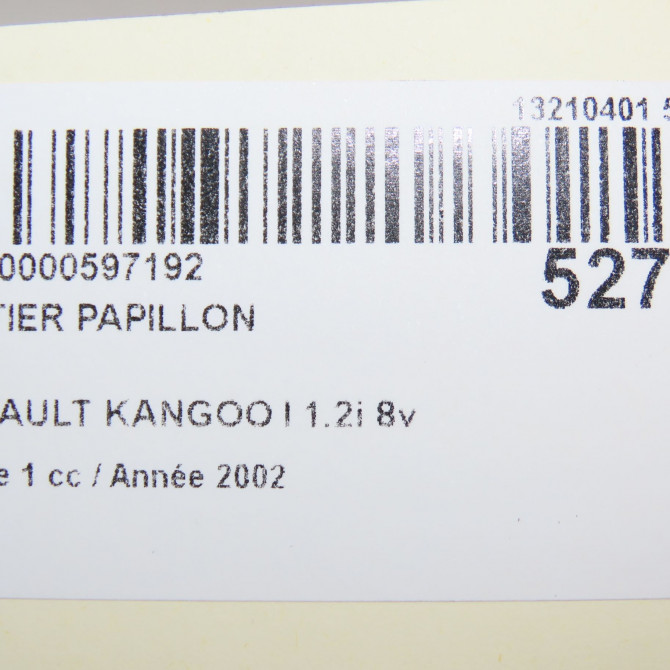 13210401 5
0000597192
527
TIER PAPILLON
AULT KANGOO I 1.2i 8v
e 1 cc / Année 2002